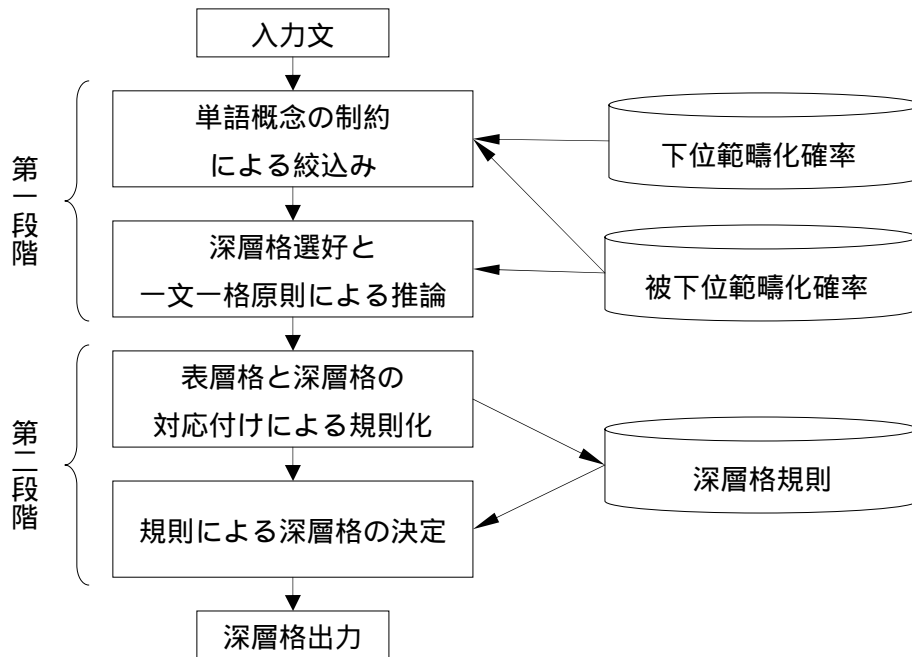 入力文
第一段階
単語概念の制約
による絞込み
下位範疇化確率
深層格選好と
一文一格原則による推論
被下位範疇化確率
第二段階
表層格と深層格の
対応付けによる規則化
深層格規則
規則による深層格の決定
深層格出力